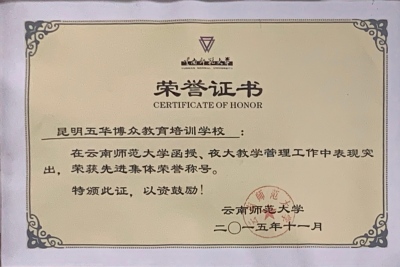 荣誉证书
CERTIFICATE OF HONOR
昆明五华博众教育培训学校：
在云南师范大学函授、夜大教学管理工作中表现突
出，荣获先进集体荣誉称号。
特颁此证，以资鼓励！
云南师范大学
二〇一五年十一月